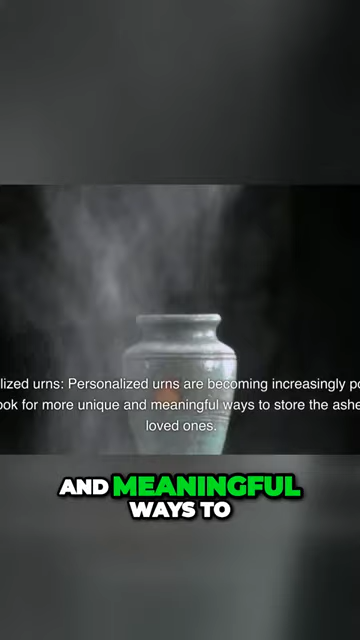 lized urns: Personalized urns are becoming increasingly po
ook for more unique and meaningful ways to store the ashe
loved ones.
AND MEANINGFUL
WAYS TO